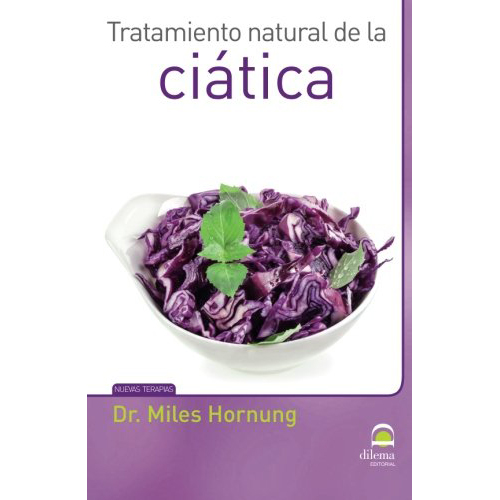 Tratamiento natural de la
ciática
NUEVAS TERAPIAS
Dr. Miles Hornung
dilema
EDITORIAL